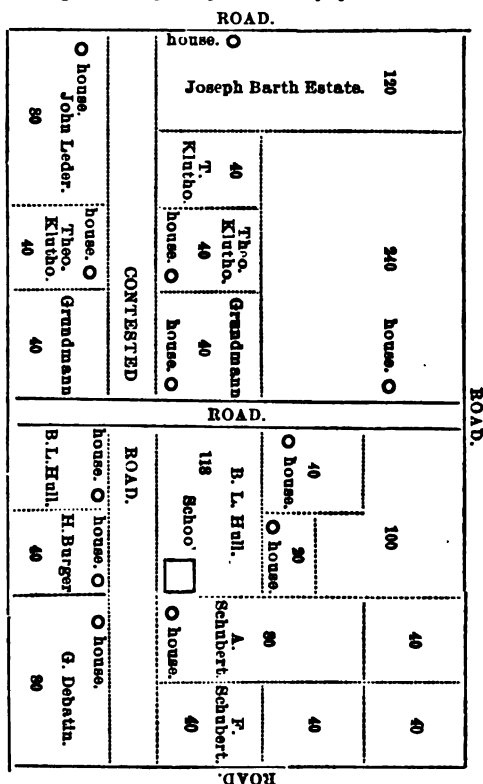 ROAD.
house.
Joseph Barth Estate.
120
house.
John Leder.
80
40
T.
Klutho.
240
house.
house.
Theo.
Klutho.
40
Theo.
Klutho.
40
house.
CONTESTED
Grundmann
40
Grundmann
40
house.
ROAD.
ROAD.
house.
B.L.Hull.
ROAD.
B. L. Hull.
118
Schoo'
40
house.
100
house.
H.Burger
40
20
house.
house.
G. Debatin.
80
A.
Schubert.
80
house.
40
F.
Schubert.
40
40
40
ROAD.